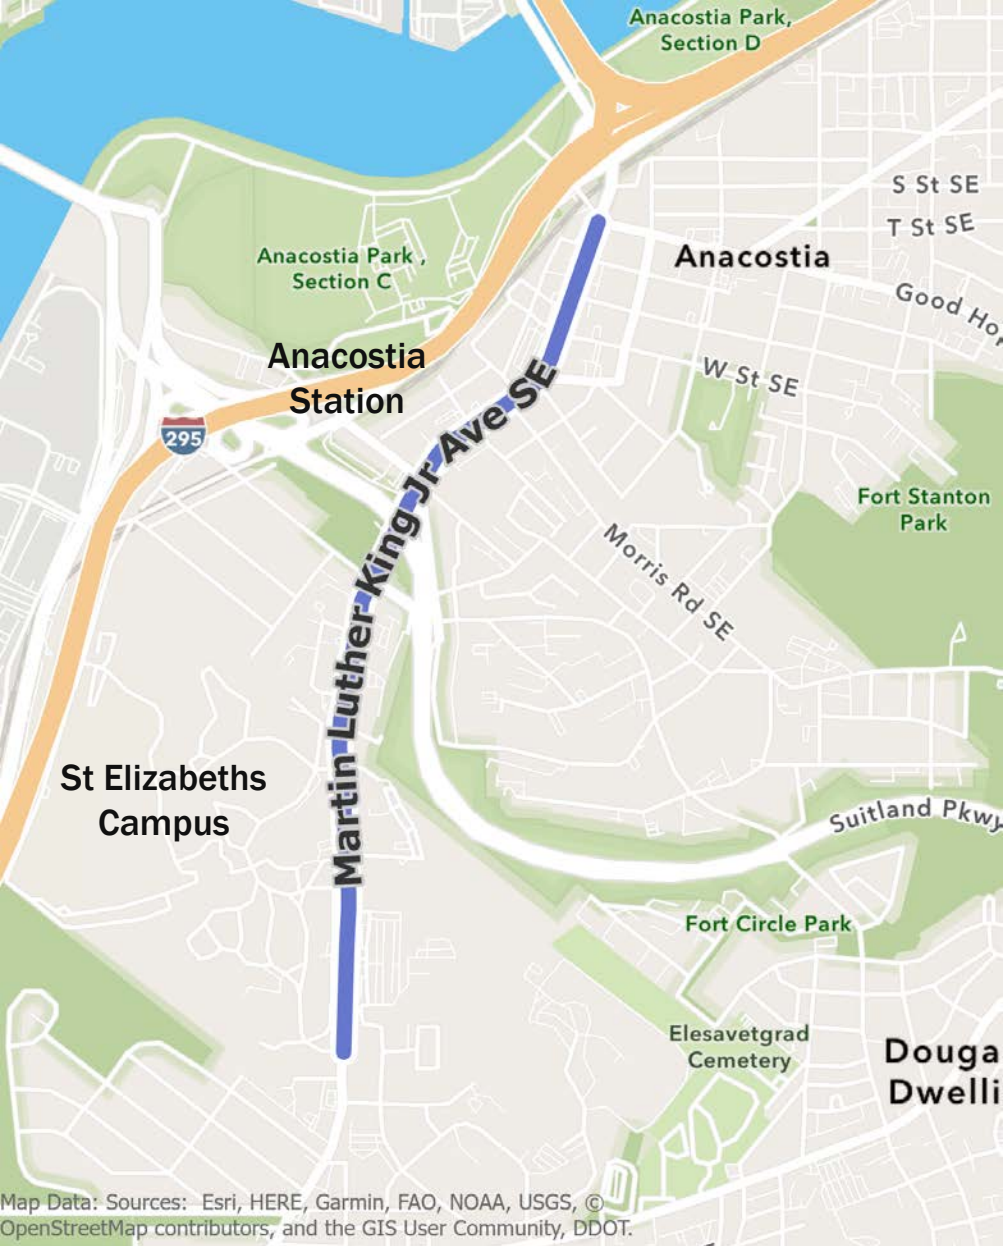 Anacostia Park,
Section D
S St SE
T St SE
Anacostia
Anacostia Park ,
Section C
Good Hop
Anacostia
Station
W St SE
295
Martin Luther King Jr Ave SE
Fort Stanton
Park
Morris Rd SE
St Elizabeths
Campus
Suitland Pkwy
Fort Circle Park
Elesavetgrad
Cemetery
Douga
Dwelli
Map Data: Sources: Esri, HERE, Garmin, FAO, NOAA, USGS, ©
OpenStreetMap contributors, and the GIS User Community, DDOT.